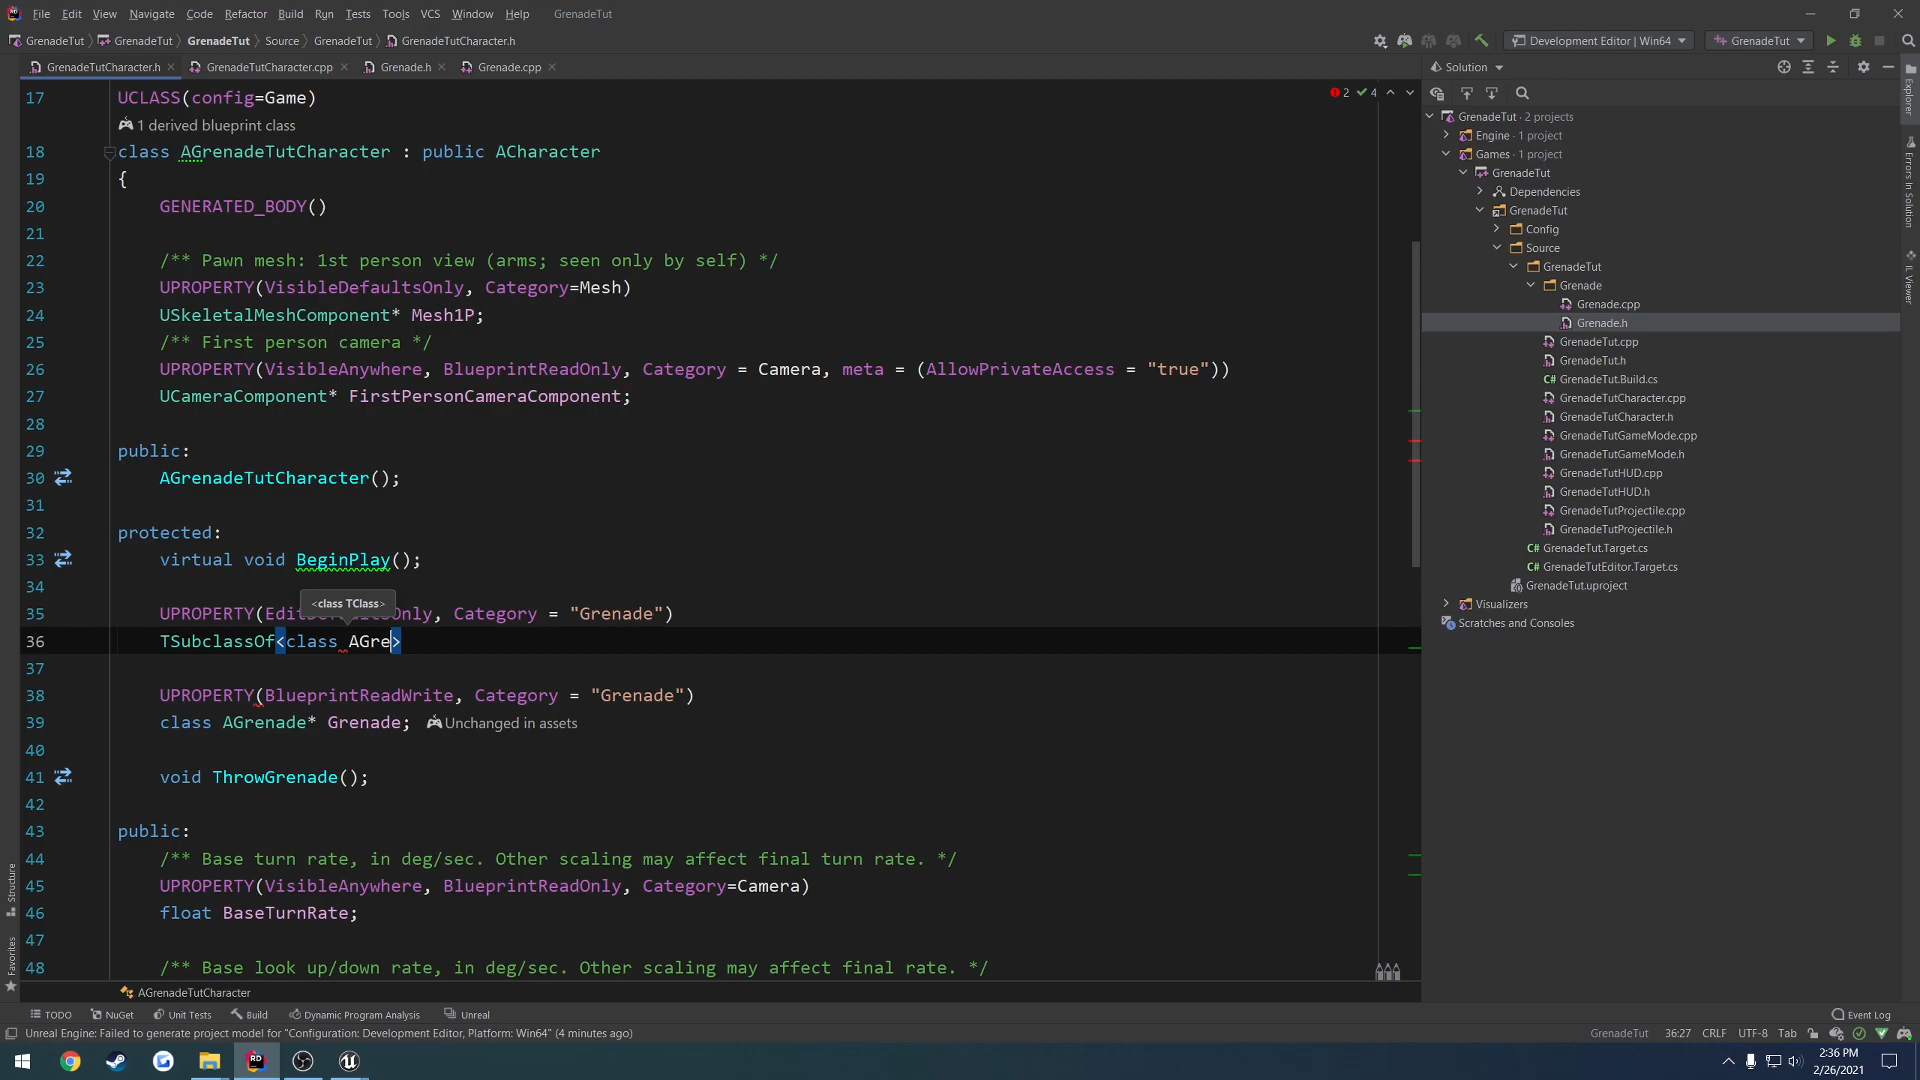 File Edit View Navigate Code Refactor Build Run Tests Tools VCS Window Help GrenadeTut
GrenadeTut GrenadeTut GrenadeTut Source GrenadeTut GrenadeTutCharacter.h Development Editor | Win64 GrenadeTut
GrenadeTutCharacter.h GrenadeTutCharacter.cpp Grenade.h Grenade.cpp
2 4
17 UCLASS(config=Game)
1 derived blueprint class
18 class AGrenadeTutCharacter : public ACharacter
19 {
20 GENERATED_BODY()
21
22 /** Pawn mesh: 1st person view (arms; seen only by self) */
23 UPROPERTY(VisibleDefaultsOnly, Category=Mesh)
24 USkeletalMeshComponent* Mesh1P;
25 /** First person camera */
26 UPROPERTY(VisibleAnywhere, BlueprintReadOnly, Category = Camera, meta = (AllowPrivateAccess = "true"))
27 UCameraComponent* FirstPersonCameraComponent;
28
29 public:
30 AGrenadeTutCharacter();
31
32 protected:
33 virtual void BeginPlay();
34
<class TClass>
35 UPROPERTY(Edit Only, Category = "Grenade")
36 TSubclassOf<class AGre>
37
38 UPROPERTY(BlueprintReadWrite, Category = "Grenade")
39 class AGrenade* Grenade; Unchanged in assets
40
41 void ThrowGrenade();
42
43 public:
44 /** Base turn rate, in deg/sec. Other scaling may affect final turn rate. */
45 UPROPERTY(VisibleAnywhere, BlueprintReadOnly, Category=Camera)
46 float BaseTurnRate;
47
48 /** Base look up/down rate, in deg/sec. Other scaling may affect final rate. */
AGrenadeTutCharacter
Solution
GrenadeTut · 2 projects
Engine · 1 project
Games · 1 project
GrenadeTut
Dependencies
GrenadeTut
Config
Source
GrenadeTut
Grenade
Grenade.cpp
Grenade.h
GrenadeTut.cpp
GrenadeTut.h
C# GrenadeTut.Build.cs
GrenadeTutCharacter.cpp
GrenadeTutCharacter.h
GrenadeTutGameMode.cpp
GrenadeTutGameMode.h
GrenadeTutHUD.cpp
GrenadeTutHUD.h
GrenadeTutProjectile.cpp
GrenadeTutProjectile.h
C# GrenadeTut.Target.cs
C# GrenadeTutEditor.Target.cs
GrenadeTut.uproject
Visualizers
Scratches and Consoles
Explorer
Errors In Solution
IL Viewer
Structure
Favorites
TODO NuGet Unit Tests Build Dynamic Program Analysis Unreal Event Log
Unreal Engine: Failed to generate project model for "Configuration: Development Editor, Platform: Win64" (4 minutes ago) GrenadeTut 36:27 CRLF UTF-8 Tab
RD
2:36 PM
2/26/2021